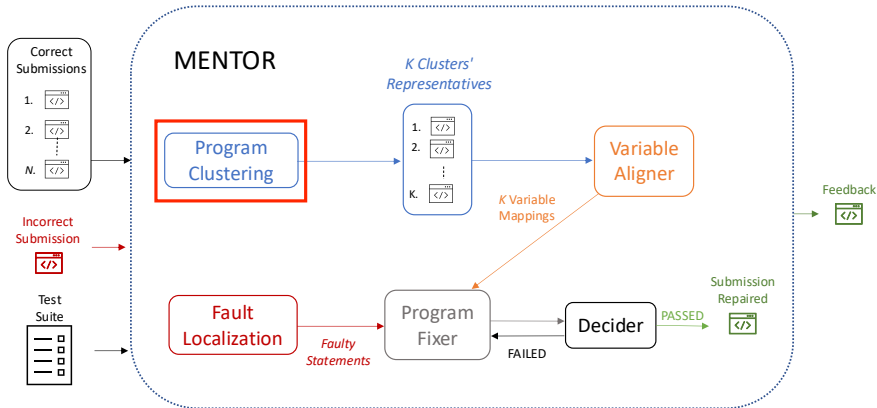 Correct
Submissions
1. </>
2. </>
N. </>
Incorrect
Submission
</>
Test
Suite
MENTOR
Program
Clustering
K Clusters'
Representatives
1. </>
2. </>
K. </>
Variable
Aligner
K Variable
Mappings
Fault
Localization
Faulty
Statements
Program
Fixer
FAILED
Decider
PASSED
Submission
Repaired
</>
Feedback
</>